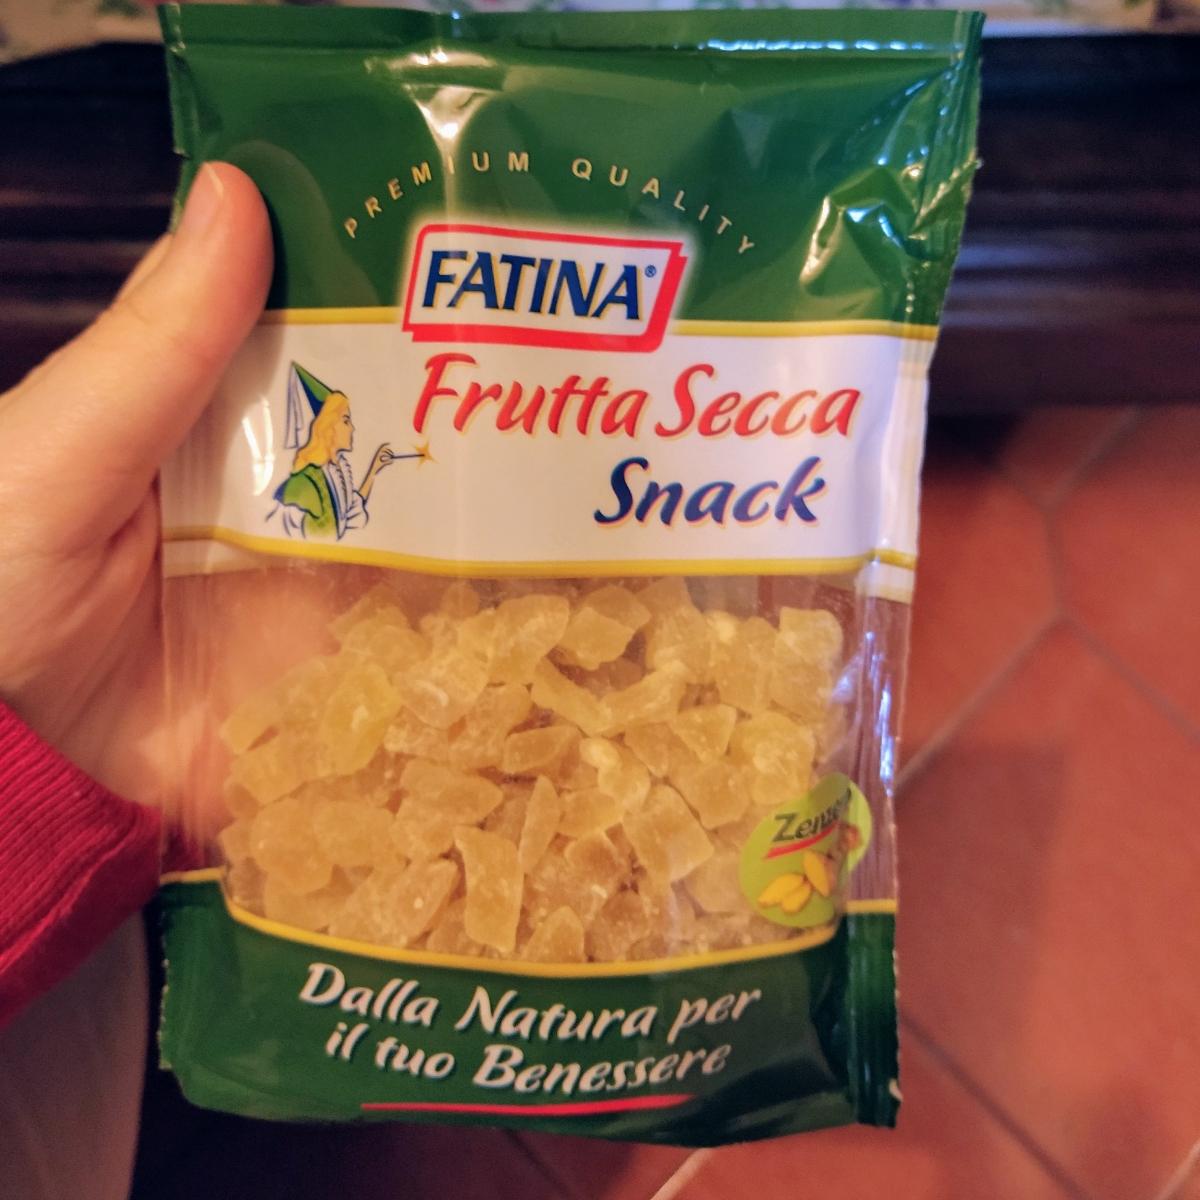 PREMIUM QUALITY
FATINA®
Frutta Secca
Snack
Dalla Natura per
il tuo Benessere